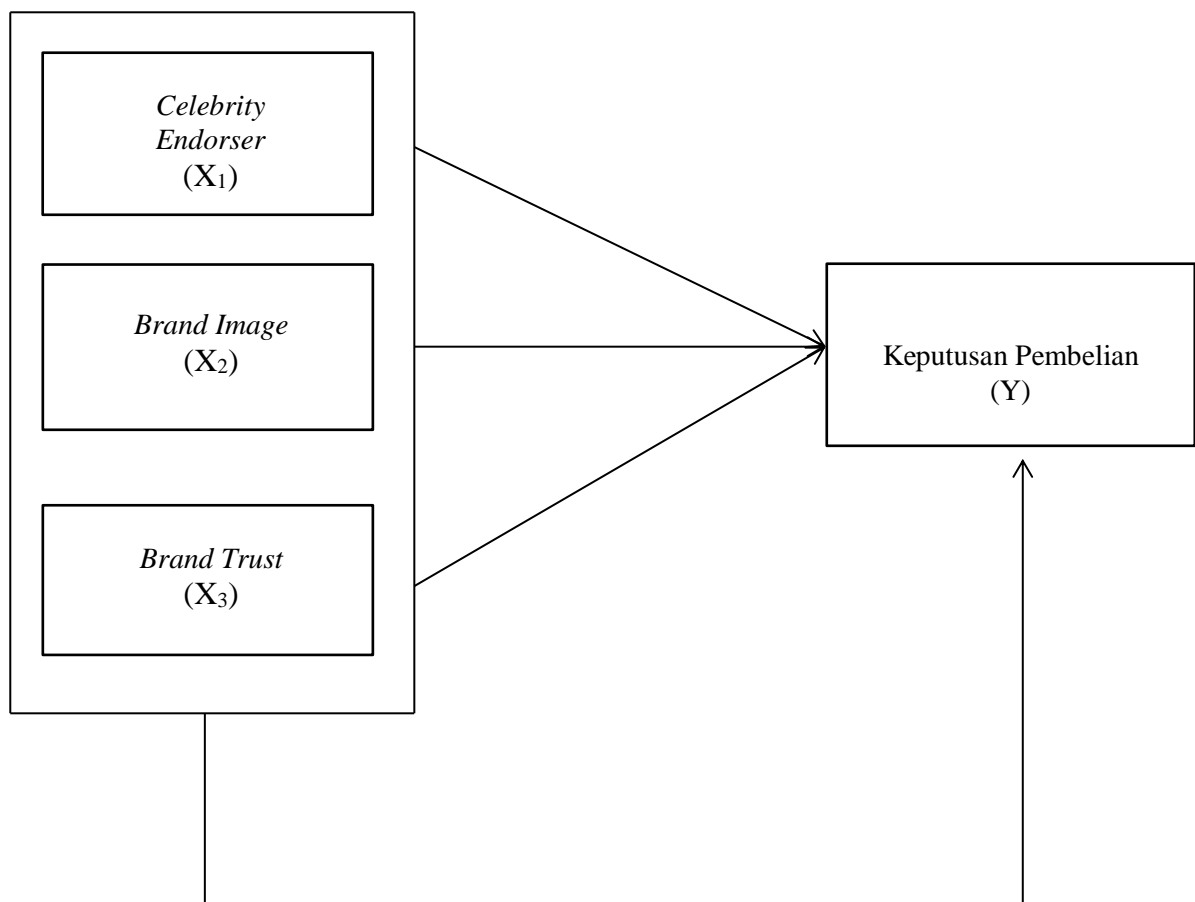 Celebrity
Endorser
(X₁)
Brand Image
(X₂)
Brand Trust
(X₃)
Keputusan Pembelian
(Y)